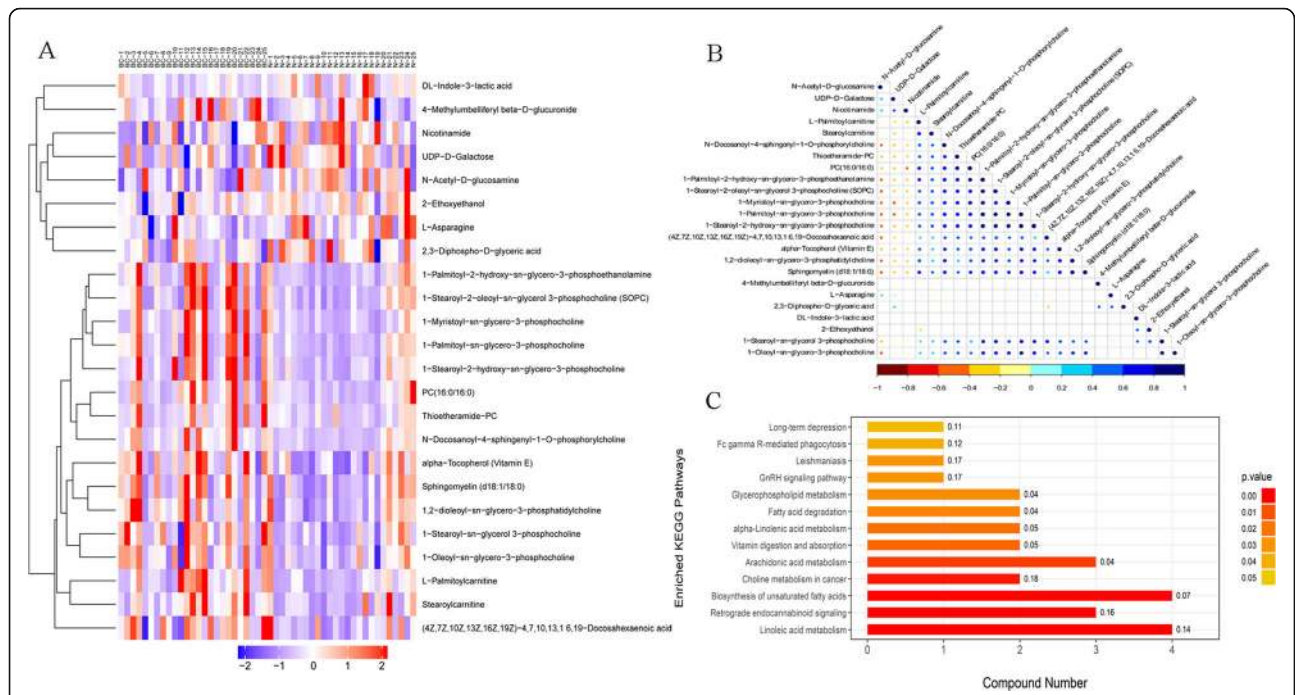 A
DL-Indole-3-lactic acid
4-Methylumbelliferyl beta-D-glucuronide
Nicotinamide
UDP-D-Galactose
N-Acetyl-D-glucosamine
2-Ethoxyethanol
L-Asparagine
2,3-Diphospho-D-glyceric acid
1-Palmitoyl-2-hydroxy-sn-glycero-3-phosphoethanolamine
1-Stearoyl-2-oleoyl-sn-glycerol 3-phosphocholine (SOPC)
1-Myristoyl-sn-glycero-3-phosphocholine
1-Palmitoyl-sn-glycero-3-phosphocholine
1-Stearoyl-2-hydroxy-sn-glycero-3-phosphocholine
PC(16:0/16:0)
Thioetheramide-PC
N-Docosanoyl-4-sphingenyl-1-O-phosphorylcholine
alpha-Tocopherol (Vitamin E)
Sphingomyelin (d18:1/18:0)
1,2-dioleoyl-sn-glycero-3-phosphatidylcholine
1-Stearoyl-sn-glycerol 3-phosphocholine
1-Oleoyl-sn-glycero-3-phosphocholine
L-Palmitoylcarnitine
Stearoylcarnitine
(4Z,7Z,10Z,13Z,16Z,19Z)-4,7,10,13,1 6,19-Docosahexaenoic acid
−2 −1 0 1 2
B
N-Acetyl-D-glucosamine
UDP-D-Galactose
Nicotinamide
L-Palmitoylcarnitine
Stearoylcarnitine
N-Docosanoyl-4-sphingenyl-1-O-phosphorylcholine
Thioetheramide-PC
PC(16:0/16:0)
1-Palmitoyl-2-hydroxy-sn-glycero-3-phosphoethanolamine
1-Stearoyl-2-oleoyl-sn-glycerol 3-phosphocholine (SOPC)
1-Myristoyl-sn-glycero-3-phosphocholine
1-Palmitoyl-sn-glycero-3-phosphocholine
1-Stearoyl-2-hydroxy-sn-glycero-3-phosphocholine
(4Z,7Z,10Z,13Z,16Z,19Z)-4,7,10,13,1 6,19-Docosahexaenoic acid
alpha-Tocopherol (Vitamin E)
1,2-dioleoyl-sn-glycero-3-phosphatidylcholine
Sphingomyelin (d18:1/18:0)
4-Methylumbelliferyl beta-D-glucuronide
L-Asparagine
2,3-Diphospho-D-glyceric acid
DL-Indole-3-lactic acid
2-Ethoxyethanol
1-Stearoyl-sn-glycerol 3-phosphocholine
1-Oleoyl-sn-glycero-3-phosphocholine
−1 −0.8 −0.6 −0.4 −0.2 0 0.2 0.4 0.6 0.8 1
C
Enriched KEGG Pathways
Long-term depression 0.11
Fc gamma R-mediated phagocytosis 0.12
Leishmaniasis 0.17
GnRH signaling pathway 0.17
Glycerophospholipid metabolism 0.04
Fatty acid degradation 0.04
alpha-Linolenic acid metabolism 0.05
Vitamin digestion and absorption 0.05
Arachidonic acid metabolism 0.04
Choline metabolism in cancer 0.18
Biosynthesis of unsaturated fatty acids 0.07
Retrograde endocannabinoid signaling 0.16
Linoleic acid metabolism 0.14
0 1 2 3 4
Compound Number
p.value
0.00
0.01
0.02
0.03
0.04
0.05